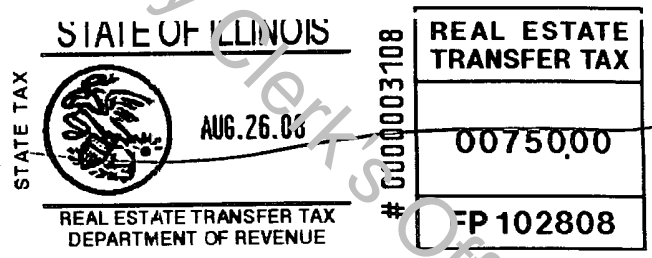 STATE OF ILLINOIS
STATE TAX
AUG.26.08
REAL ESTATE TRANSFER TAX
DEPARTMENT OF REVENUE
# 0000003108
REAL ESTATE
TRANSFER TAX
0075000
FP 102808
Clerk's